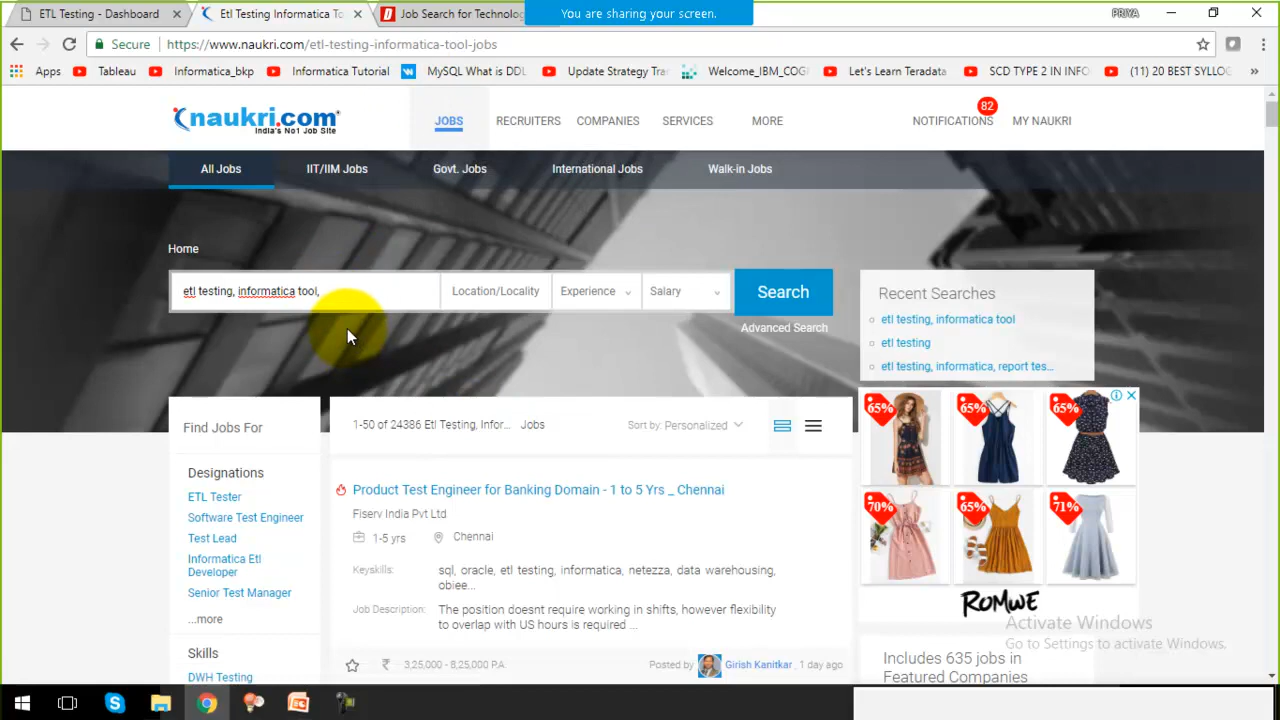 ETL Testing - Dashboard
Etl Testing Informatica To
Job Search for Technolog
You are sharing your screen.
PRIYA
Secure
https://www.naukri.com/etl-testing-informatica-tool-jobs
Apps
Tableau
Informatica_bkp
Informatica Tutorial
MySQL What is DDL
Update Strategy Tra
Welcome_IBM_COG
Let's Learn Teradata
SCD TYPE 2 IN INFO
(11) 20 BEST SYLLO
naukri.com
India's No1 Job Site
JOBS
RECRUITERS
COMPANIES
SERVICES
MORE
82
NOTIFICATIONS
MY NAUKRI
All Jobs
IIT/IIM Jobs
Govt. Jobs
International Jobs
Walk-in Jobs
Home
etl testing, informatica tool,
Location/Locality
Experience
Salary
Search
Advanced Search
Recent Searches
etl testing, informatica tool
etl testing
etl testing, informatica, report tes...
Find Jobs For
Designations
ETL Tester
Software Test Engineer
Test Lead
Informatica Etl
Developer
Senior Test Manager
...more
Skills
DWH Testing
1-50 of 24386 Etl Testing, Infor... Jobs
Sort by: Personalized
Product Test Engineer for Banking Domain - 1 to 5 Yrs _ Chennai
Fiserv India Pvt Ltd
1-5 yrs
Chennai
Keyskills:
sql, oracle, etl testing, informatica, netezza, data warehousing,
obiee...
Job Description:
The position doesnt require working in shifts, however flexibility
to overlap with US hours is required ...
₹ 3,25,000 - 8,25,000 P.A.
Posted by Girish Kanitkar , 1 day ago
65%
65%
65%
70%
65%
71%
ROMWE
Activate Windows
Go to Settings to activate Windows.
Includes 635 jobs in
Featured Companies